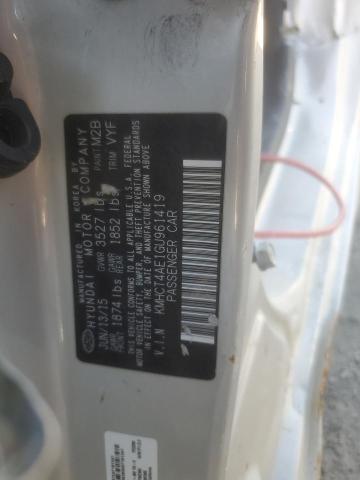 MANUFACTURED IN KOREA BY
HYUNDAI MOTOR COMPANY
JUN/13/15 GVWR 3527 lbs PAINT M2B
GAWR FRONT 1874 lbs GAWR REAR 1852 lbs TRIM VYF
THIS VEHICLE CONFORMS TO ALL APPLICABLE U.S. FEDERAL
MOTOR VEHICLE SAFETY, BUMPER, AND THEFT PREVENTION STANDARDS
IN EFFECT ON THE DATE OF MANUFACTURE SHOWN ABOVE.
V.I.N KMHCT4AE1GU961419
PASSENGER CAR